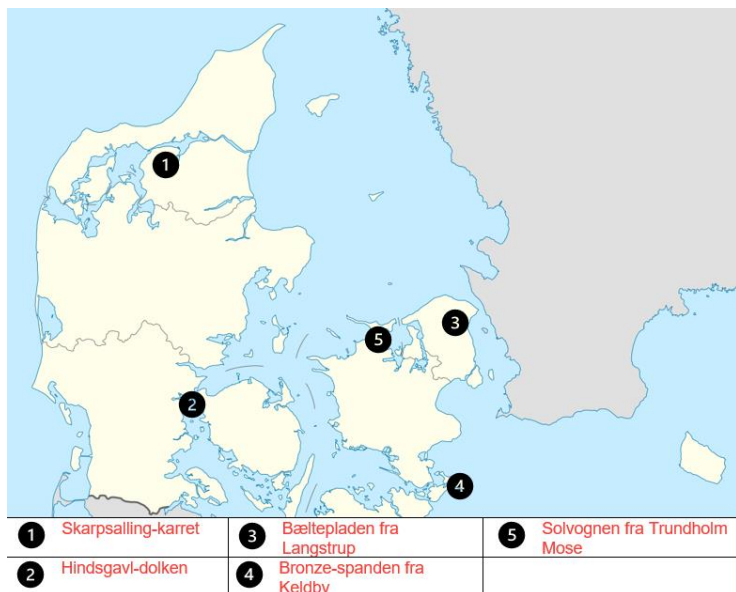 1
5
3
2
4
1 Skarpsalling-karret
3 Bæltepladen fra
Langstrup
5 Solvognen fra Trundholm
Mose
2 Hindsgavl-dolken
4 Bronze-spanden fra
Keldby